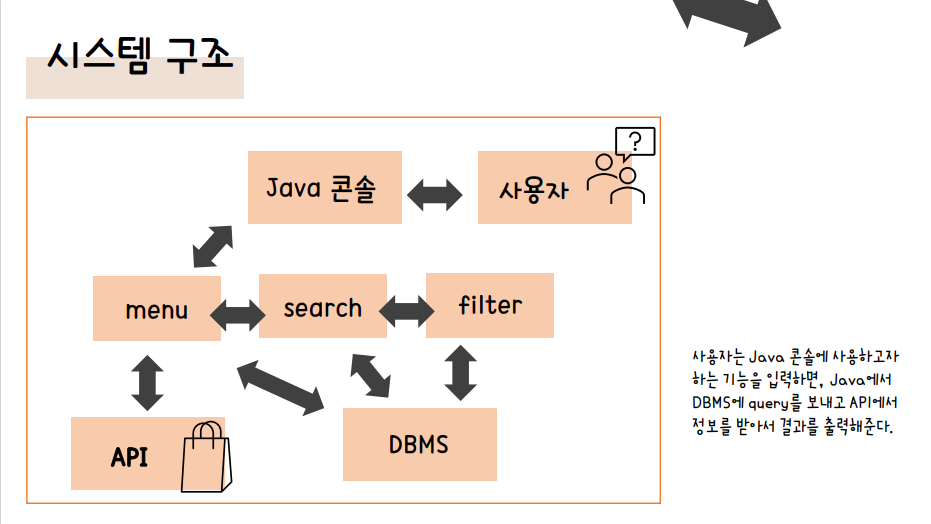 시스템 구조
?
Java 콘솔
사용자
menu
search
filter
API
DBMS
사용자는 Java 콘솔에 사용하고자
하는 기능을 입력하면, Java에서
DBMS에 query를 보내고 API에서
정보를 받아서 결과를 출력해준다.